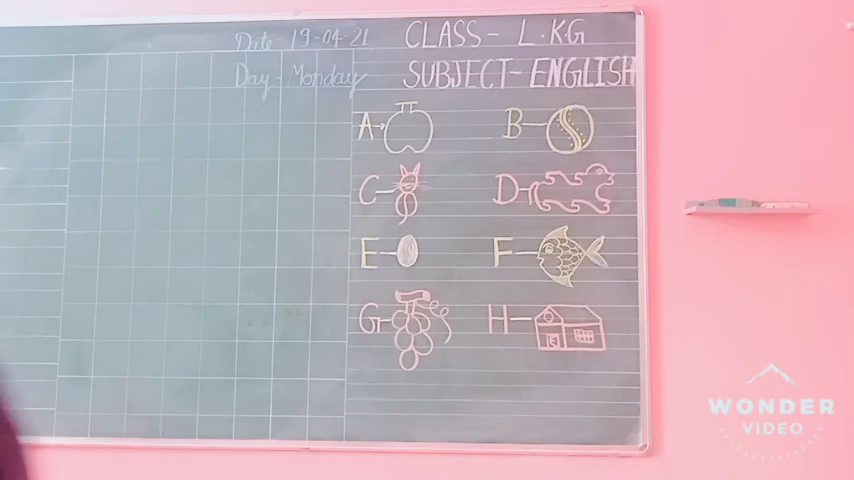 Date - 19-04-21 CLASS - L.K.G
Day - Monday SUBJECT - ENGLISH
A B
C D
E F
G H
WONDER
VIDEO